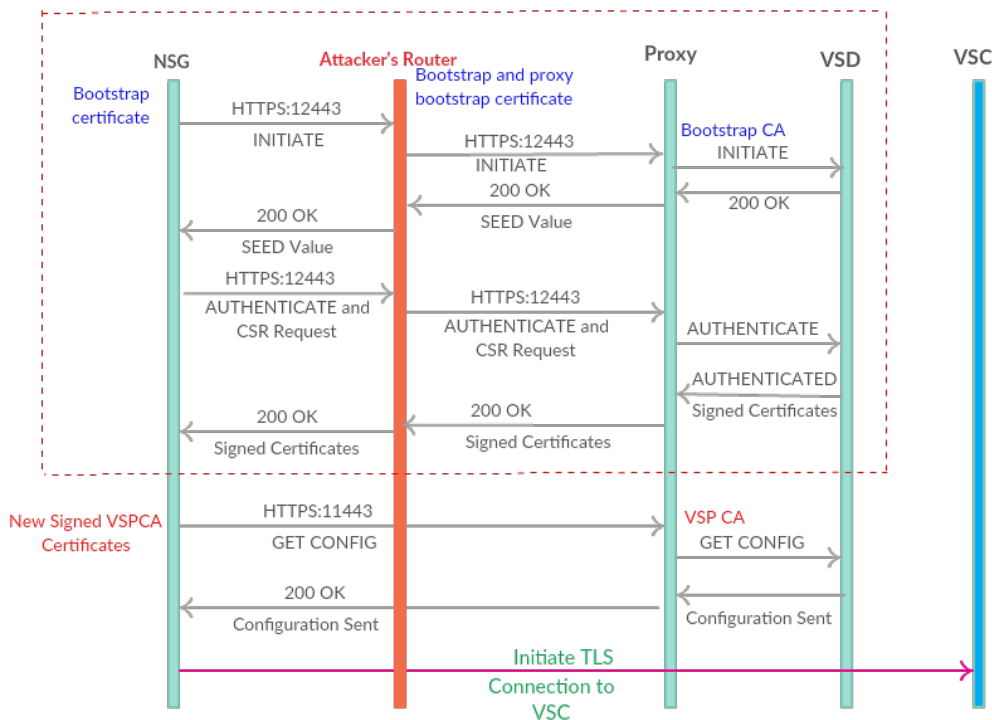 NSG
Attacker's Router
Proxy
VSD
VSC
Bootstrap
certificate
Bootstrap and proxy
bootstrap certificate
HTTPS:12443
INITIATE
HTTPS:12443
INITIATE
Bootstrap CA
INITIATE
200 OK
200 OK
SEED Value
200 OK
SEED Value
HTTPS:12443
AUTHENTICATE and
CSR Request
HTTPS:12443
AUTHENTICATE and
CSR Request
AUTHENTICATE
AUTHENTICATED
Signed Certificates
200 OK
Signed Certificates
200 OK
Signed Certificates
New Signed VSPCA
Certificates
HTTPS:11443
GET CONFIG
VSP CA
GET CONFIG
Configuration Sent
200 OK
Configuration Sent
Initiate TLS
Connection to
VSC